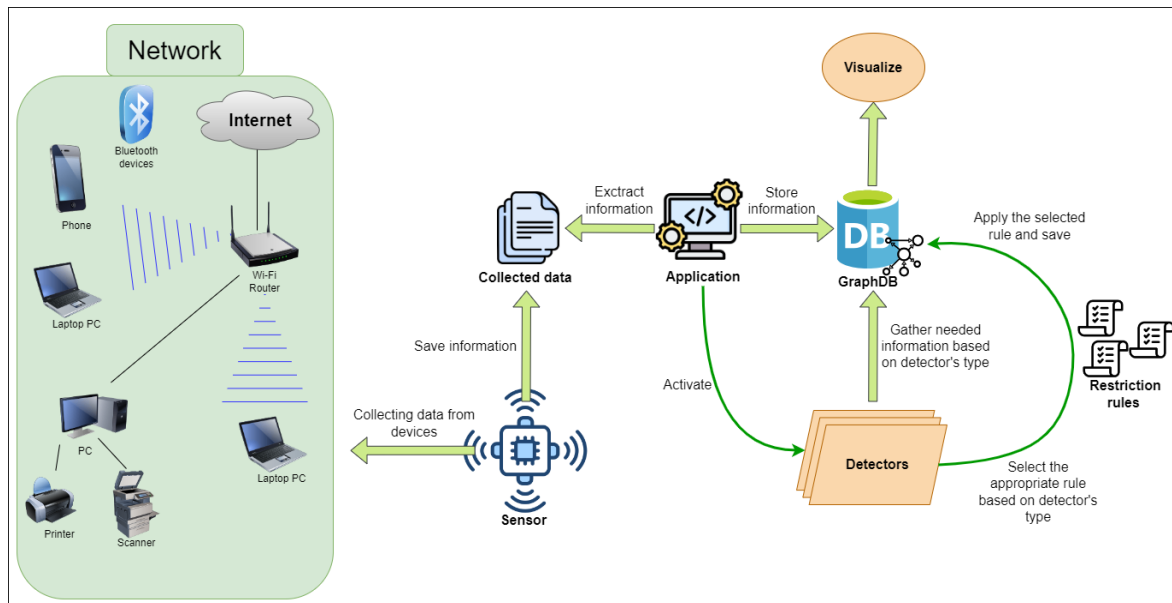 Network
Internet
Bluetooth
devices
Phone
Wi-Fi
Router
Laptop PC
PC
Laptop PC
Printer
Scanner
Collecting data from
devices
Sensor
Save information
Collected data
Exctract
information
Application
Store
information
Activate
DB
GraphDB
Visualize
Gather needed
information based
on detector's type
Detectors
Select the
appropriate rule
based on detector's
type
Restriction
rules
Apply the selected
rule and save